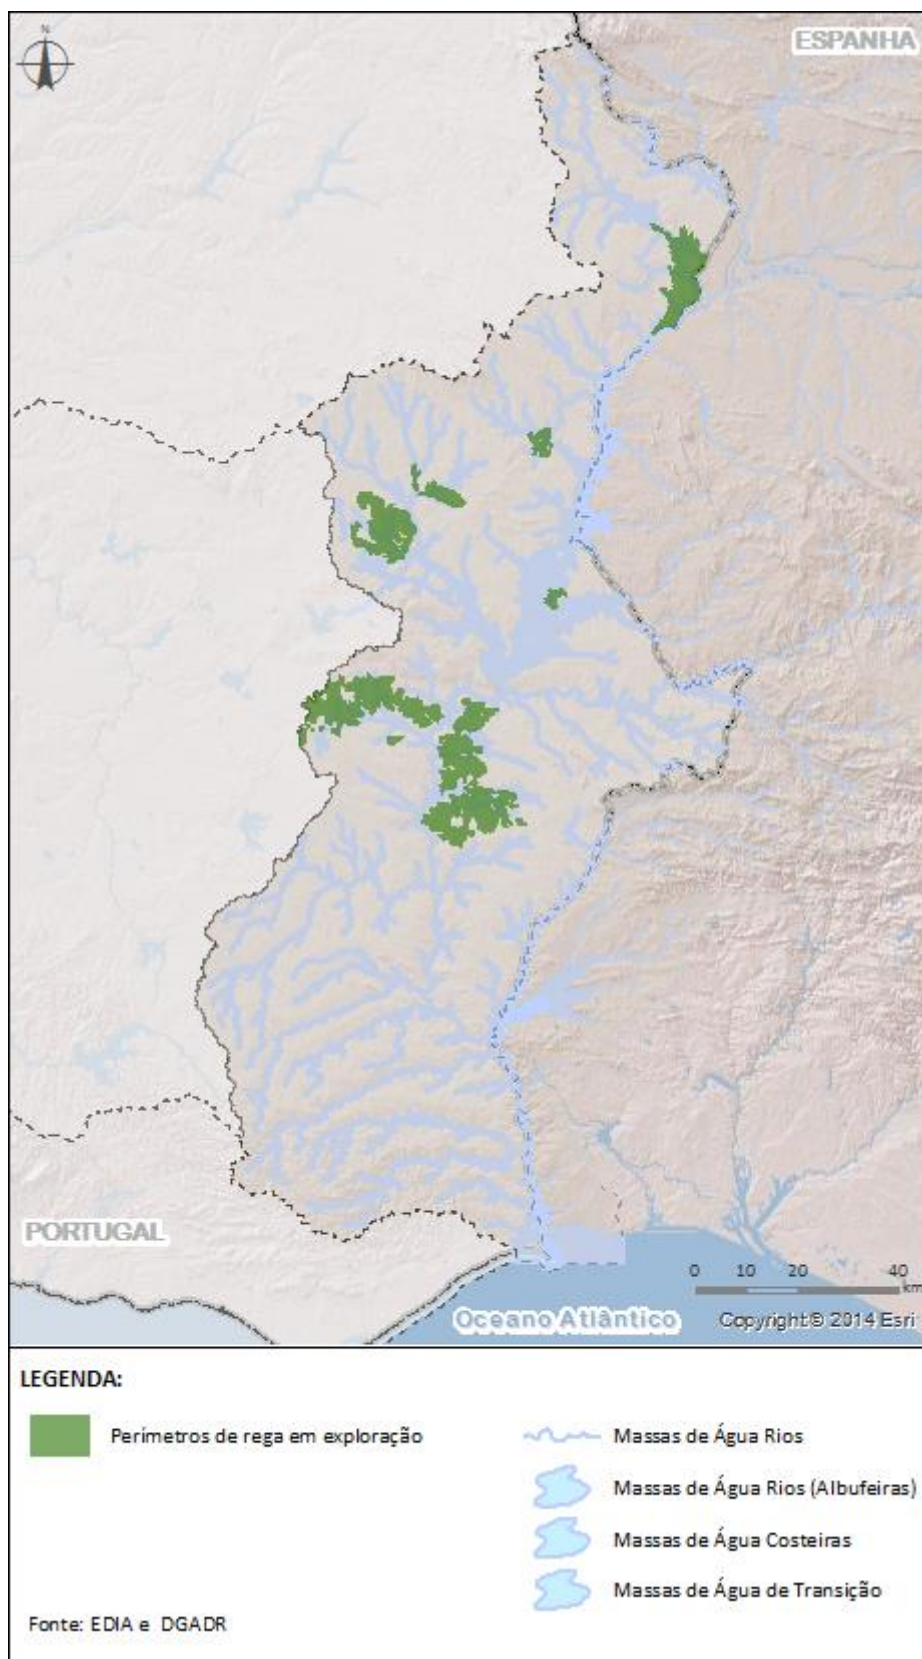 N
ESPANHA
PORTUGAL
0 10 20 40
km
Oceano Atlântico
Copyright:© 2014 Esri
LEGENDA:
Perímetros de rega em exploração
Massas de Água Rios
Massas de Água Rios (Albufeiras)
Massas de Água Costeiras
Massas de Água de Transição
Fonte: EDIA e DGADR